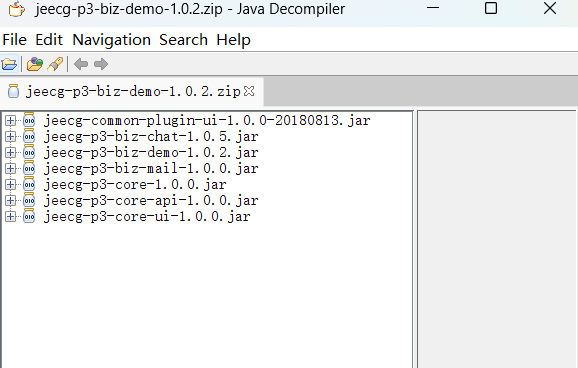 jeecg-p3-biz-demo-1.0.2.zip - Java Decompiler
File Edit Navigation Search Help
jeecg-p3-biz-demo-1.0.2.zip
jeecg-common-plugin-ui-1.0.0-20180813.jar
jeecg-p3-biz-chat-1.0.5.jar
jeecg-p3-biz-demo-1.0.2.jar
jeecg-p3-biz-mail-1.0.0.jar
jeecg-p3-core-1.0.0.jar
jeecg-p3-core-api-1.0.0.jar
jeecg-p3-core-ui-1.0.0.jar